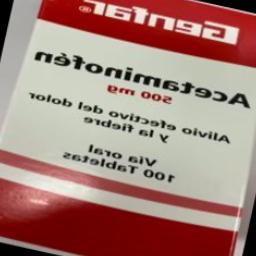 Genfar®
Acetaminofén
500 mg
Alivio efectivo del dolor
y la fiebre
Vía oral
100 Tabletas